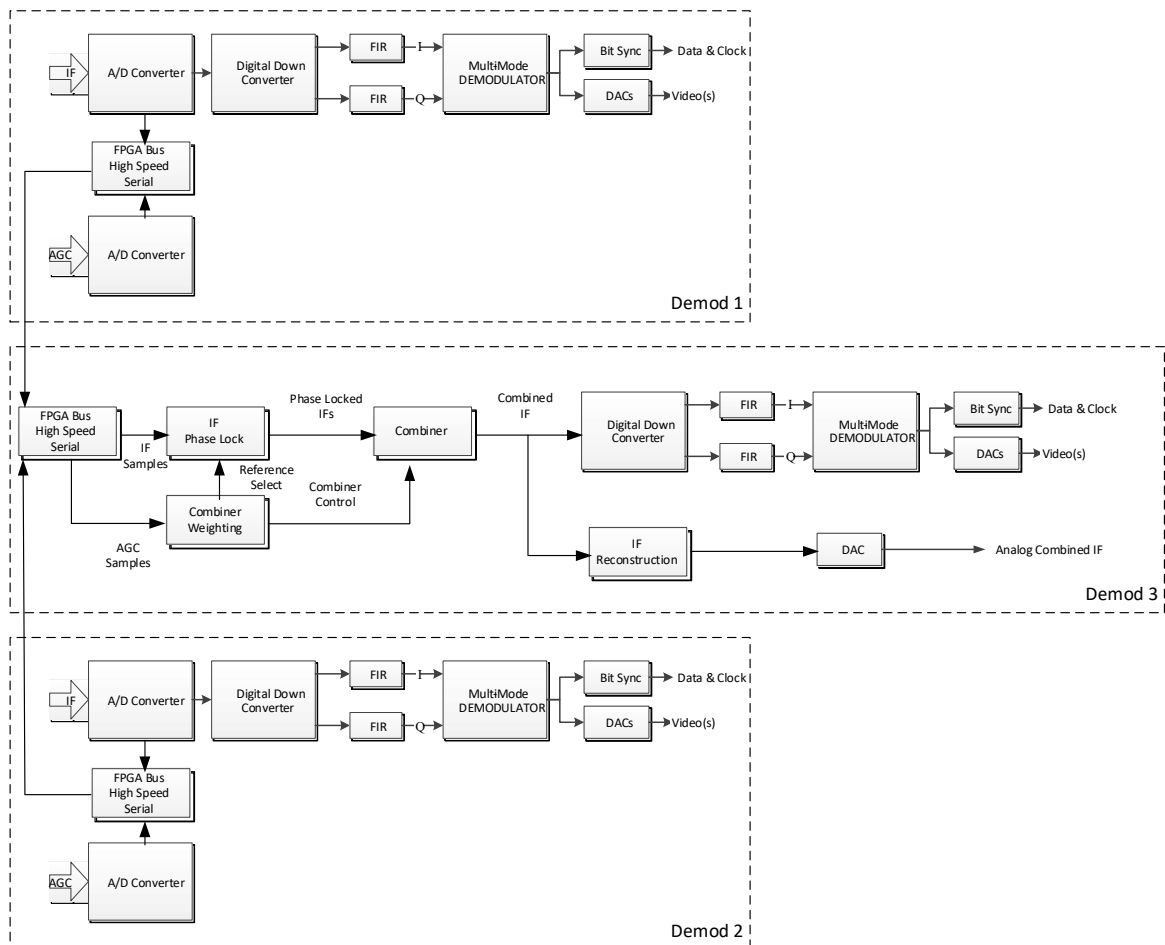 IF
A/D Converter
Digital Down
Converter
FIR
I
FIR
Q
MultiMode
DEMODULATOR
Bit Sync
Data & Clock
DACs
Video(s)
FPGA Bus
High Speed
Serial
AGC
A/D Converter
Demod 1
FPGA Bus
High Speed
Serial
IF
Samples
IF
Phase Lock
Phase Locked
IFs
Reference
Select
Combiner
Weighting
AGC
Samples
Combiner
Control
Combiner
Combined
IF
Digital Down
Converter
FIR
I
FIR
Q
MultiMode
DEMODULATOR
Bit Sync
Data & Clock
DACs
Video(s)
IF
Reconstruction
DAC
Analog Combined IF
Demod 3
IF
A/D Converter
Digital Down
Converter
FIR
I
FIR
Q
MultiMode
DEMODULATOR
Bit Sync
Data & Clock
DACs
Video(s)
FPGA Bus
High Speed
Serial
AGC
A/D Converter
Demod 2